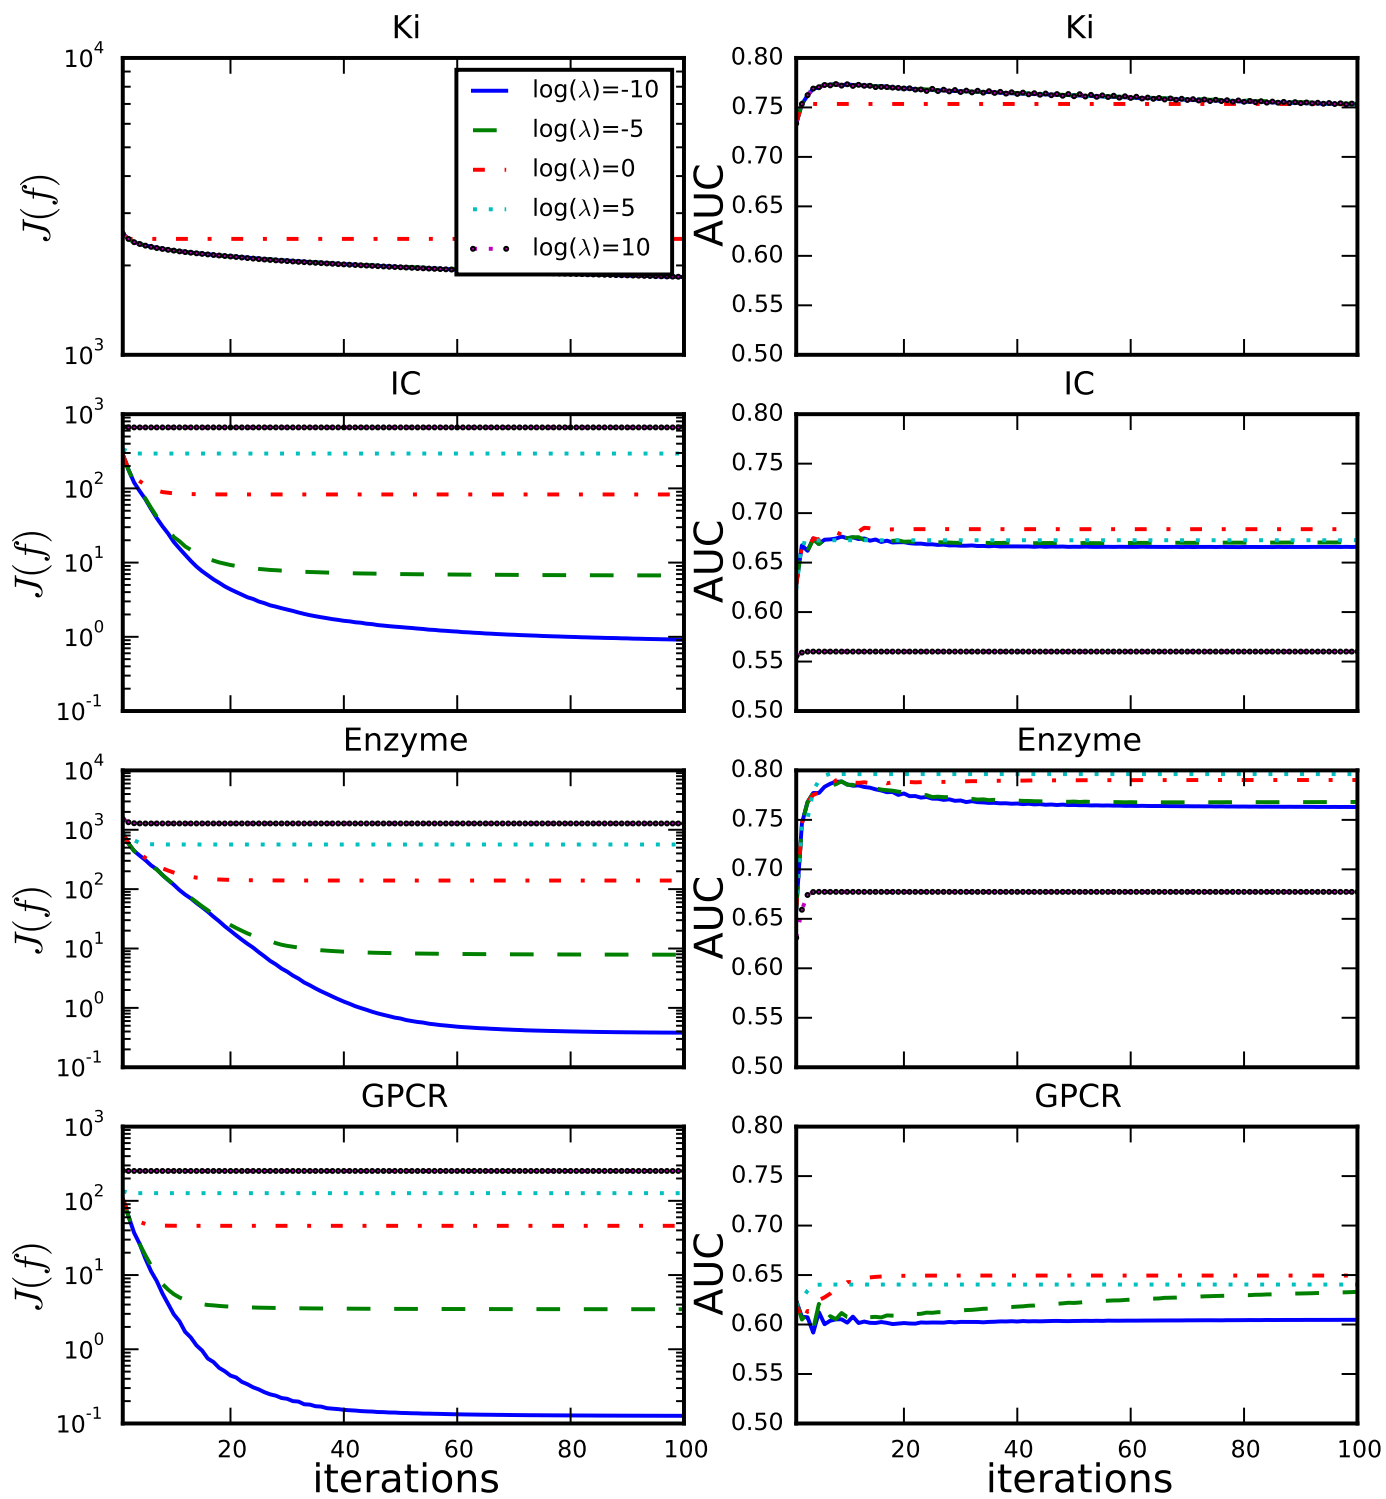 Ki
10^4
10^3
J(f)
log(λ)=-10
log(λ)=-5
log(λ)=0
log(λ)=5
log(λ)=10
Ki
0.80
0.75
0.70
0.65
0.60
0.55
0.50
AUC
IC
10^3
10^2
10^1
10^0
10^-1
J(f)
IC
0.80
0.75
0.70
0.65
0.60
0.55
0.50
AUC
Enzyme
10^4
10^3
10^2
10^1
10^0
10^-1
J(f)
Enzyme
0.80
0.75
0.70
0.65
0.60
0.55
0.50
AUC
GPCR
10^3
10^2
10^1
10^0
10^-1
J(f)
20 40 60 80 100
iterations
GPCR
0.80
0.75
0.70
0.65
0.60
0.55
0.50
AUC
20 40 60 80 100
iterations